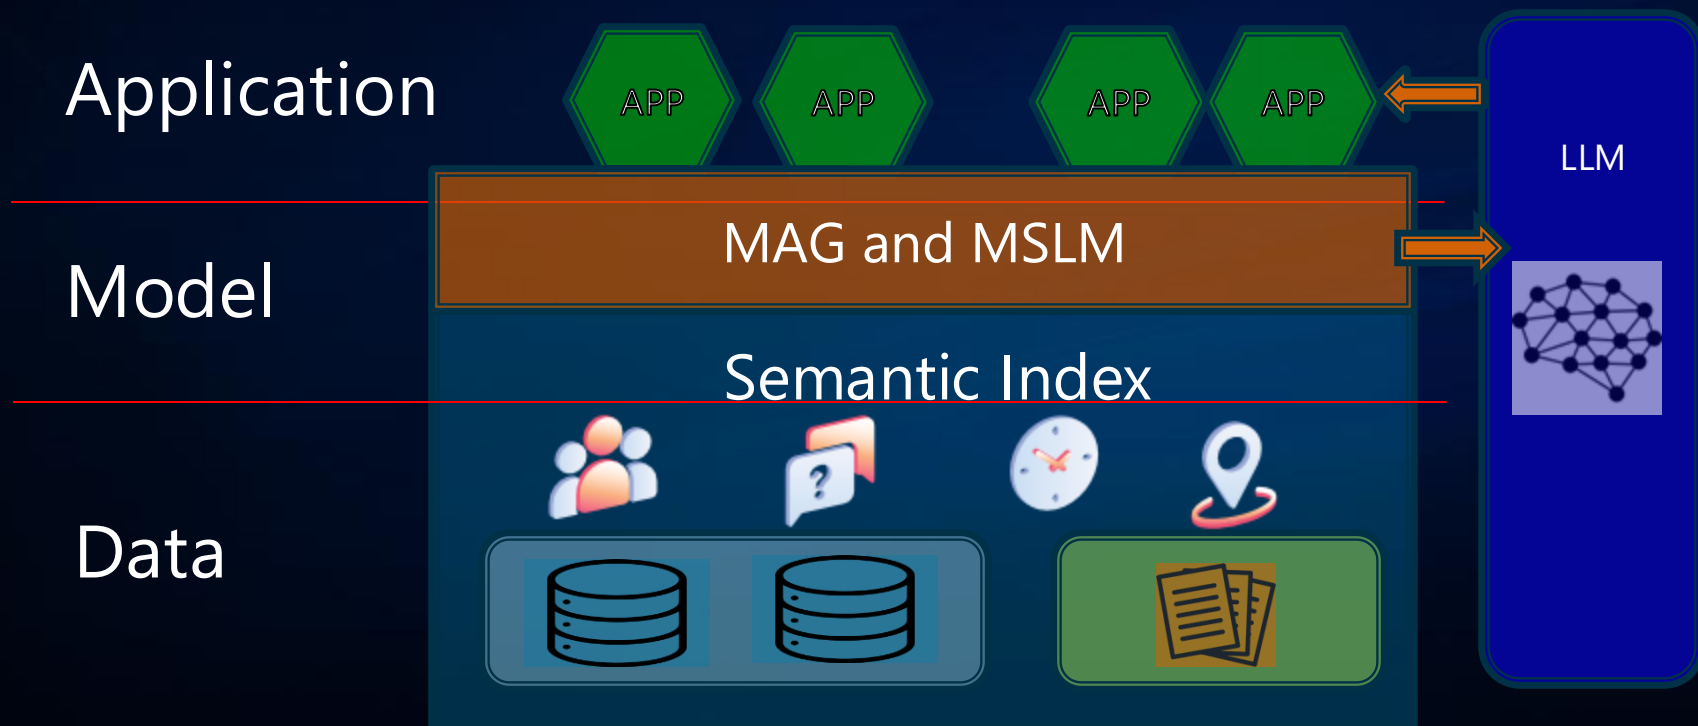 Application
APP
APP
APP
APP
LLM
MAG and MSLM
Model
Semantic Index
?
Data